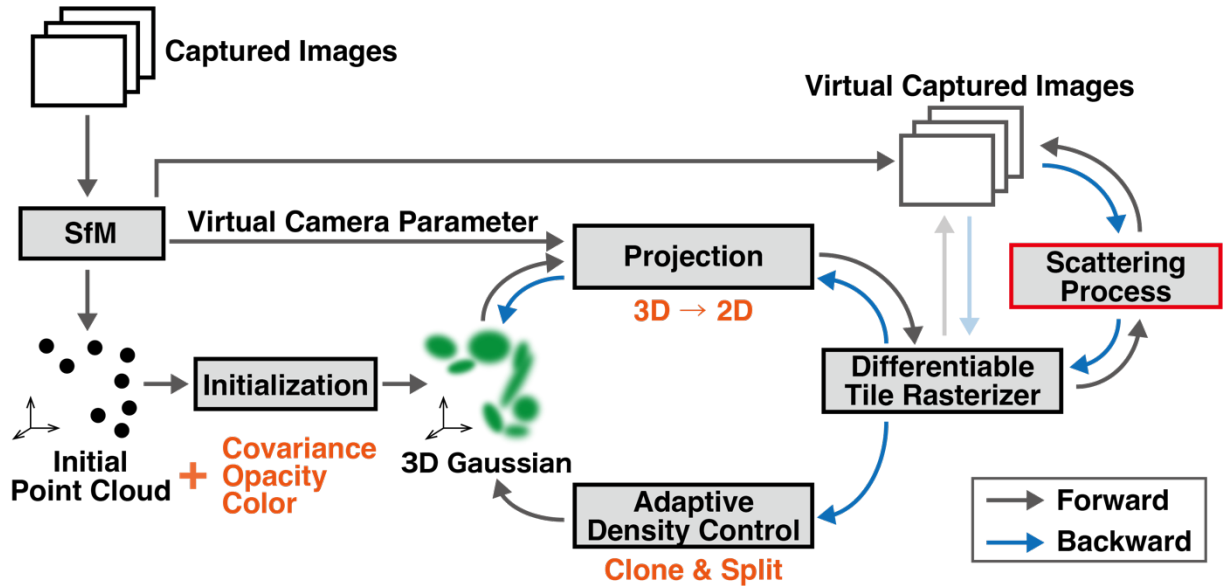 Captured Images
Virtual Captured Images
SfM
Virtual Camera Parameter
Projection
3D → 2D
Scattering
Process
Differentiable
Tile Rasterizer
Initialization
Initial
Point Cloud
+
Covariance
Opacity
Color
3D Gaussian
Adaptive
Density Control
Clone & Split
Forward
Backward